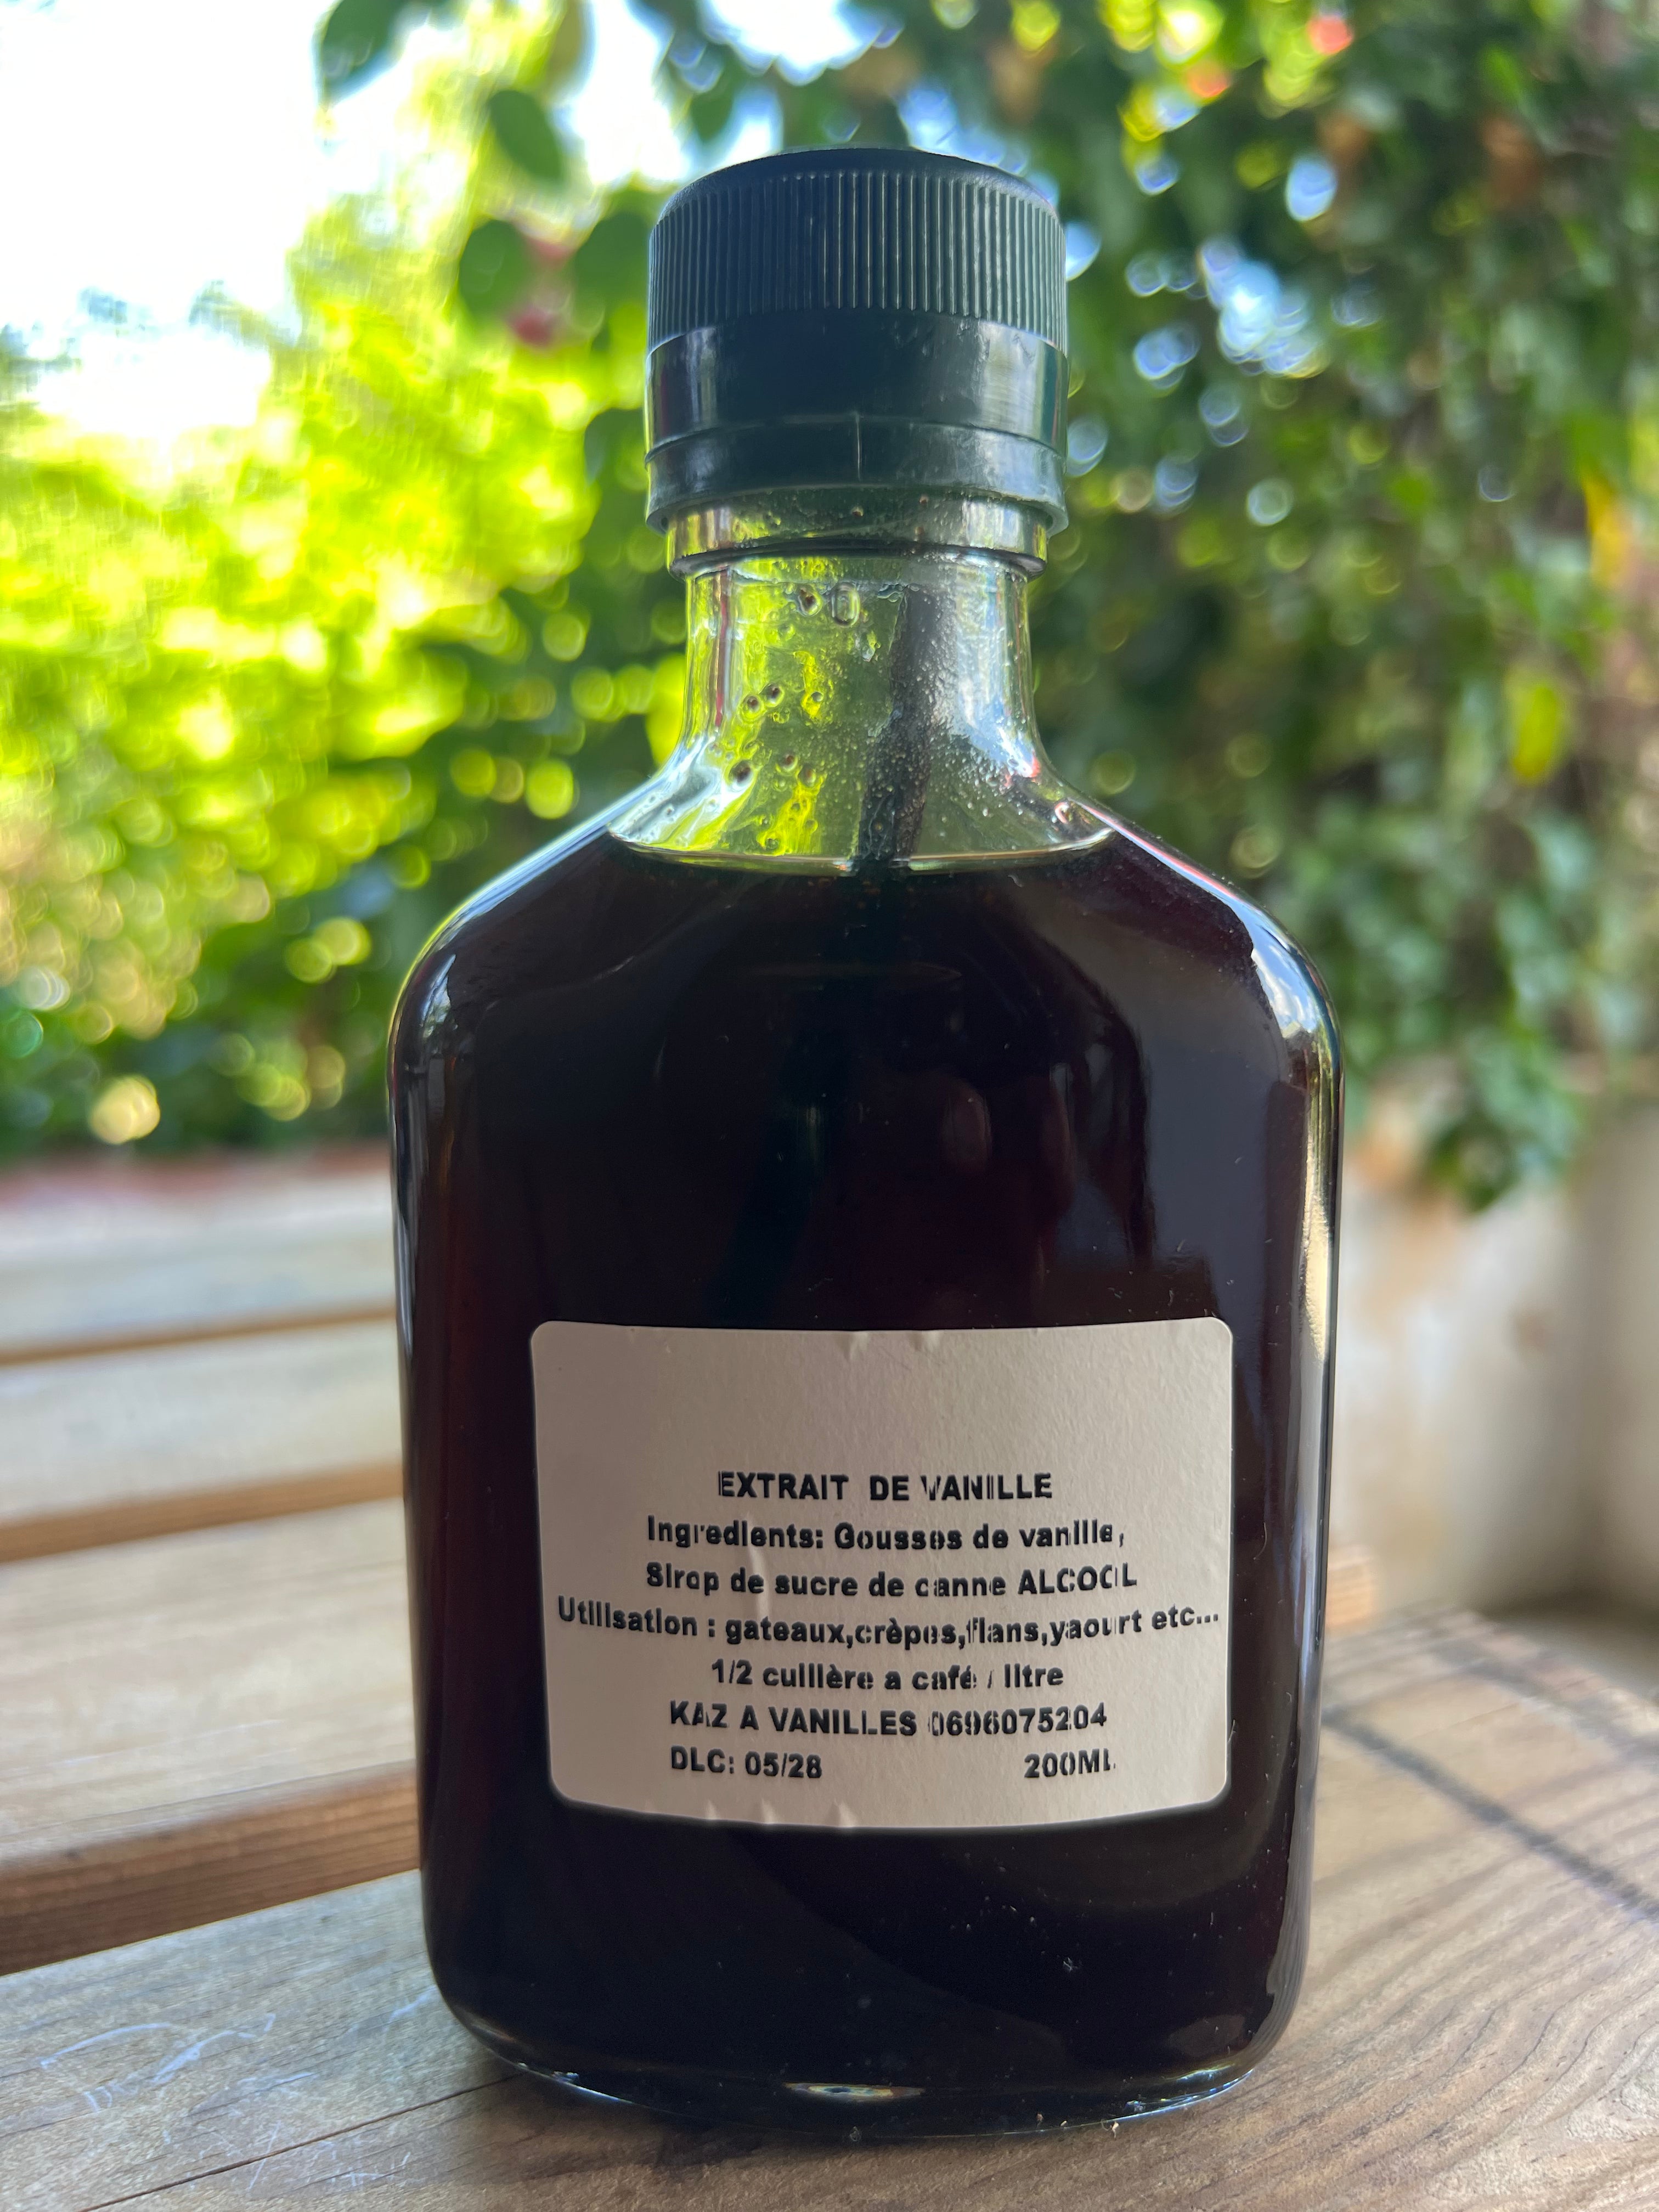 EXTRAIT DE VANILLE
Ingredients: Gousses de vanille,
Sirop de sucre de canne ALCOOL
Utilisation : gateaux,crèpes,flans,yaourt etc...
1/2 cuillère a café / litre
KAZ A VANILLES 0696075204
DLC: 05/28 200ML